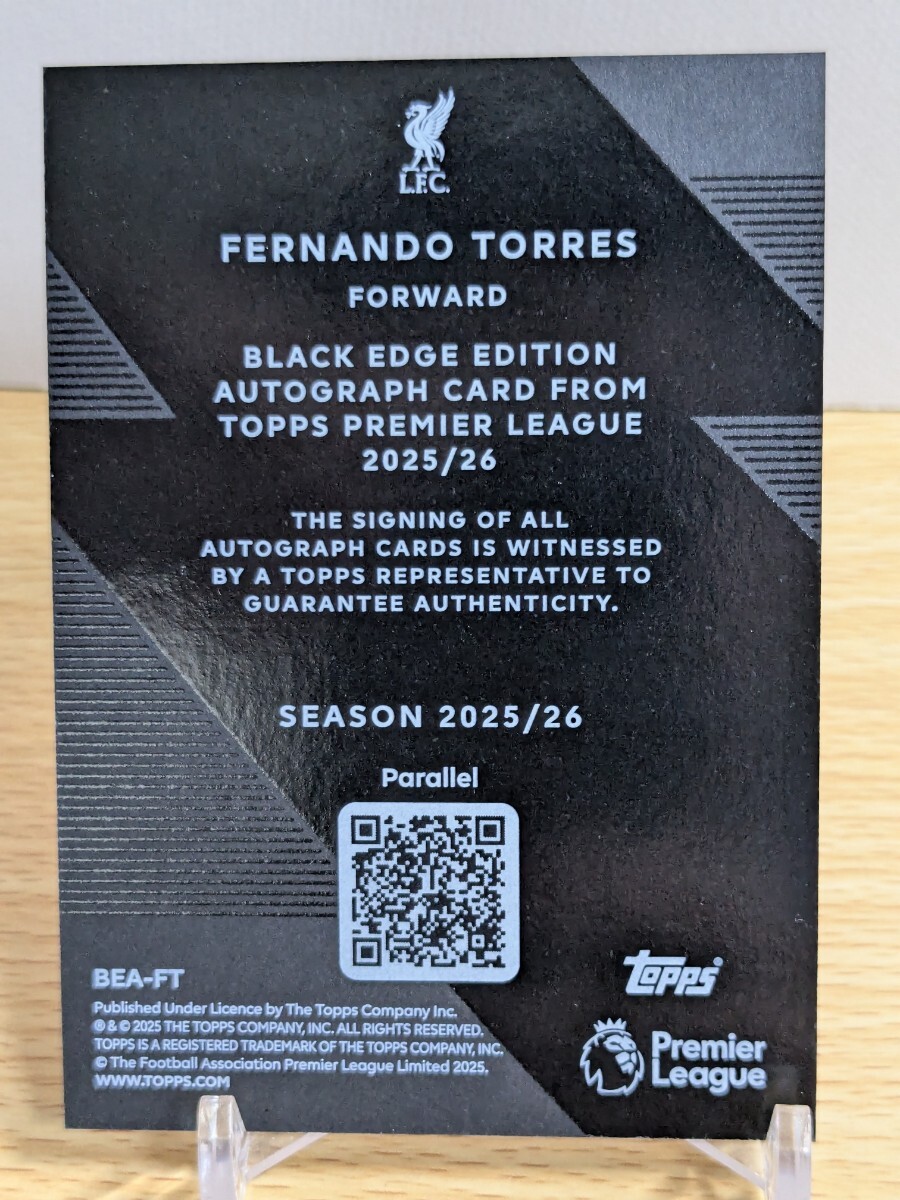 L.F.C.
FERNANDO TORRES
FORWARD
BLACK EDGE EDITION
AUTOGRAPH CARD FROM
TOPPS PREMIER LEAGUE
2025/26
THE SIGNING OF ALL
AUTOGRAPH CARDS IS WITNESSED
BY A TOPPS REPRESENTATIVE TO
GUARANTEE AUTHENTICITY.
SEASON 2025/26
Parallel
BEA-FT
Published Under Licence by The Topps Company Inc.
® & © 2025 THE TOPPS COMPANY, INC. ALL RIGHTS RESERVED.
TOPPS IS A REGISTERED TRADEMARK OF THE TOPPS COMPANY, INC.
© The Football Association Premier League Limited 2025.
WWW.TOPPS.COM
topps
Premier
League